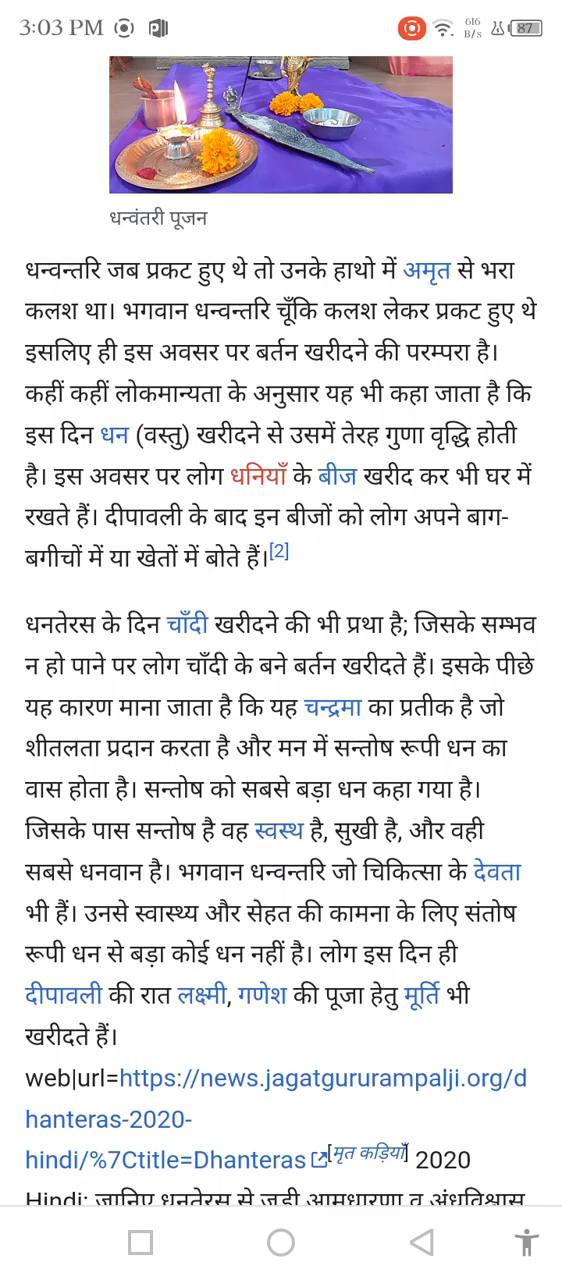 3:03 PM
616
B/s
87
धन्वंतरी पूजन
धन्वन्तरि जब प्रकट हुए थे तो उनके हाथो में अमृत से भरा
कलश था। भगवान धन्वन्तरि चूँकि कलश लेकर प्रकट हुए थे
इसलिए ही इस अवसर पर बर्तन खरीदने की परम्परा है।
कहीं कहीं लोकमान्यता के अनुसार यह भी कहा जाता है कि
इस दिन धन (वस्तु) खरीदने से उसमें तेरह गुणा वृद्धि होती
है। इस अवसर पर लोग धनियाँ के बीज खरीद कर भी घर में
रखते हैं। दीपावली के बाद इन बीजों को लोग अपने बाग-
बगीचों में या खेतों में बोते हैं।[2]
धनतेरस के दिन चाँदी खरीदने की भी प्रथा है; जिसके सम्भव
न हो पाने पर लोग चाँदी के बने बर्तन खरीदते हैं। इसके पीछे
यह कारण माना जाता है कि यह चन्द्रमा का प्रतीक है जो
शीतलता प्रदान करता है और मन में सन्तोष रूपी धन का
वास होता है। सन्तोष को सबसे बड़ा धन कहा गया है।
जिसके पास सन्तोष है वह स्वस्थ है, सुखी है, और वही
सबसे धनवान है। भगवान धन्वन्तरि जो चिकित्सा के देवता
भी हैं। उनसे स्वास्थ्य और सेहत की कामना के लिए संतोष
रूपी धन से बड़ा कोई धन नहीं है। लोग इस दिन ही
दीपावली की रात लक्ष्मी, गणेश की पूजा हेतु मूर्ति भी
खरीदते हैं।
web|url=https://news.jagatgururampalji.org/d
hanteras-2020-
hindi/%7Ctitle=Dhanteras [मृत कड़ियाँ] 2020
Hindi: जानिए धनतेरस से जुड़ी आमधारणा व अंधविश्वास